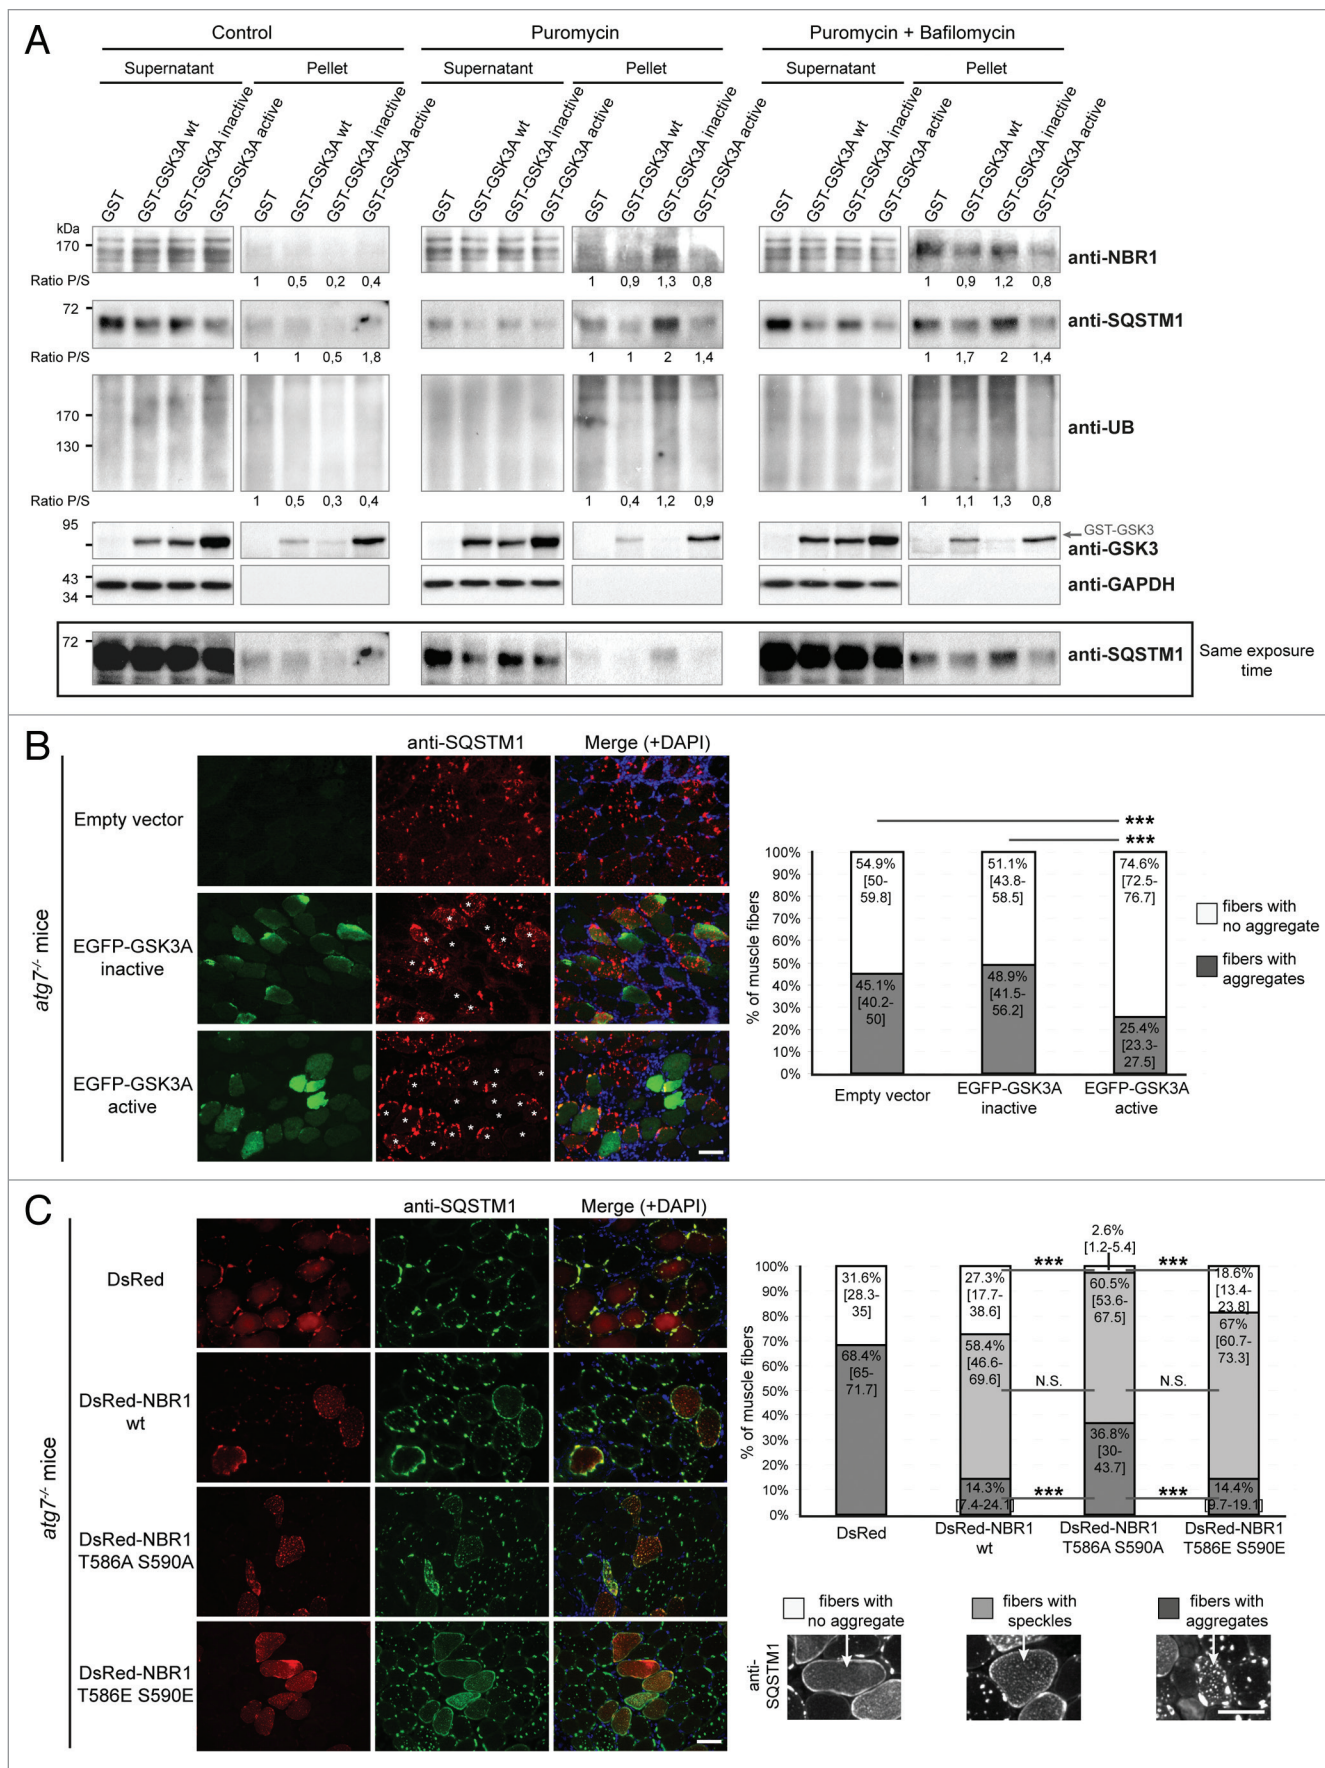 A
Control
Puromycin
Puromycin + Bafilomycin
Supernatant
Pellet
Supernatant
Pellet
Supernatant
Pellet
GST
GST-GSK3A wt
GST-GSK3A inactive
GST-GSK3A active
GST
GST-GSK3A wt
GST-GSK3A inactive
GST-GSK3A active
GST
GST-GSK3A wt
GST-GSK3A inactive
GST-GSK3A active
GST
GST-GSK3A wt
GST-GSK3A inactive
GST-GSK3A active
GST
GST-GSK3A wt
GST-GSK3A inactive
GST-GSK3A active
GST
GST-GSK3A wt
GST-GSK3A inactive
GST-GSK3A active
kDa
170
anti-NBR1
Ratio P/S 1 0,5 0,2 0,4 1 0,9 1,3 0,8 1 0,9 1,2 0,8
72
anti-SQSTM1
Ratio P/S 1 1 0,5 1,8 1 1 2 1,4 1 1,7 2 1,4
170
anti-UB
130
Ratio P/S 1 0,5 0,3 0,4 1 0,4 1,2 0,9 1 1,1 1,3 0,8
95
GST-GSK3
anti-GSK3
43
anti-GAPDH
34
72
anti-SQSTM1
Same exposure
time
B
anti-SQSTM1
Merge (+DAPI)
atg7-/- mice
Empty vector
EGFP-GSK3A
inactive
EGFP-GSK3A
active
***
***
% of muscle fibers
100%
90%
80%
70%
60%
50%
40%
30%
20%
10%
0%
54.9%
[50-
59.8]
45.1%
[40.2-
50]
51.1%
[43.8-
58.5]
48.9%
[41.5-
56.2]
74.6%
[72.5-
76.7]
25.4%
[23.3-
27.5]
Empty vector
EGFP-GSK3A
inactive
EGFP-GSK3A
active
fibers with
no aggregate
fibers with
aggregates
C
anti-SQSTM1
Merge (+DAPI)
atg7-/- mice
DsRed
DsRed-NBR1
wt
DsRed-NBR1
T586A S590A
DsRed-NBR1
T586E S590E
% of muscle fibers
100%
90%
80%
70%
60%
50%
40%
30%
20%
10%
0%
31.6%
[28.3-
35]
68.4%
[65-
71.7]
27.3%
[17.7-
38.6]
58.4%
[46.6-
69.6]
14.3%
[7.4-24.1]
2.6%
[1.2-5.4]
60.5%
[53.6-
67.5]
36.8%
[30-
43.7]
18.6%
[13.4-
23.8]
67%
[60.7-
73.3]
14.4%
[9.7-19.1]
*** ***
N.S. N.S.
*** ***
DsRed
DsRed-NBR1
wt
DsRed-NBR1
T586A S590A
DsRed-NBR1
T586E S590E
fibers with
no aggregate
fibers with
speckles
fibers with
aggregates
anti-
SQSTM1